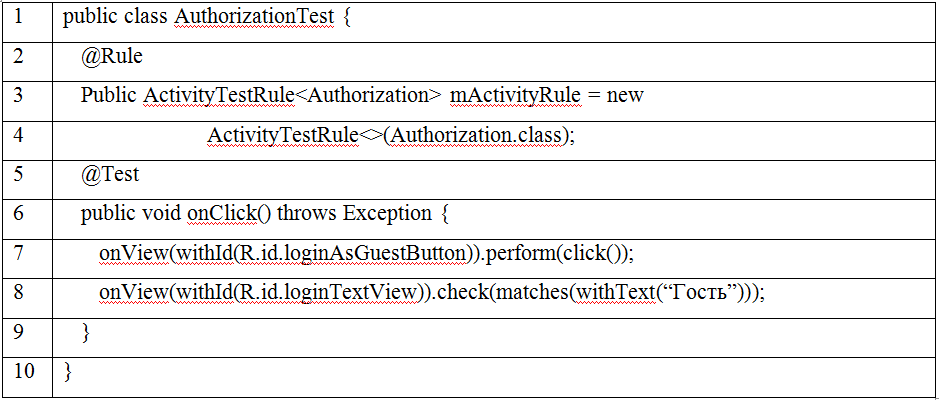 1 public class AuthorizationTest {
2 @Rule
3 Public ActivityTestRule<Authorization> mActivityRule = new
4 ActivityTestRule<>(Authorization.class);
5 @Test
6 public void onClick() throws Exception {
7 onView(withId(R.id.loginAsGuestButton)).perform(click());
8 onView(withId(R.id.loginTextView)).check(matches(withText(“Гость”)));
9 }
10 }